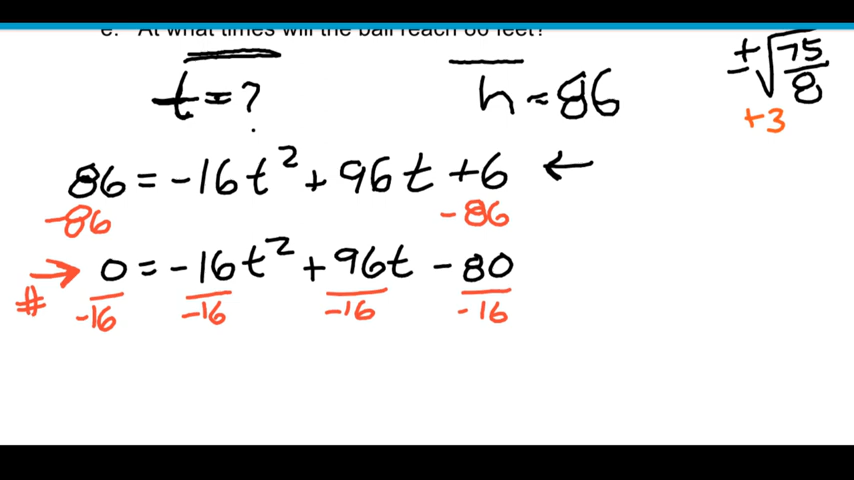 e. At what times will the ball reach 86 feet?
t = ?
h = 86
± √75/8
+3
86 = -16t² + 96t + 6 ←
-86 -86
# → 0 = -16t² + 96t - 80
-16 -16 -16 -16